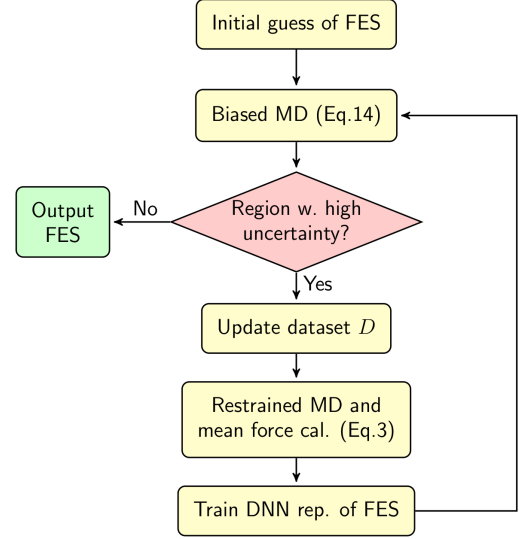 Initial guess of FES
Biased MD (Eq.14)
Region w. high
uncertainty?
No
Output
FES
Yes
Update dataset D
Restrained MD and
mean force cal. (Eq.3)
Train DNN rep. of FES